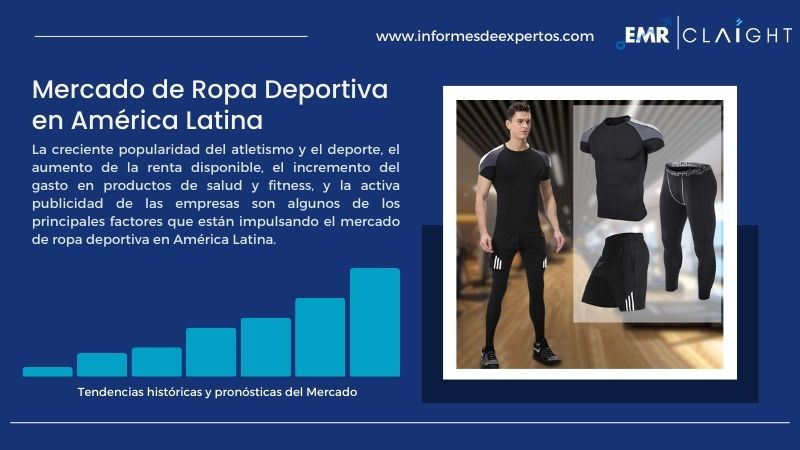 www.informesdeexpertos.com
EMR CLAIGHT
Mercado de Ropa Deportiva
en América Latina
La creciente popularidad del atletismo y el deporte, el
aumento de la renta disponible, el incremento del
gasto en productos de salud y fitness, y la activa
publicidad de las empresas son algunos de los
principales factores que están impulsando el mercado
de ropa deportiva en América Latina.
Tendencias históricas y pronósticas del Mercado